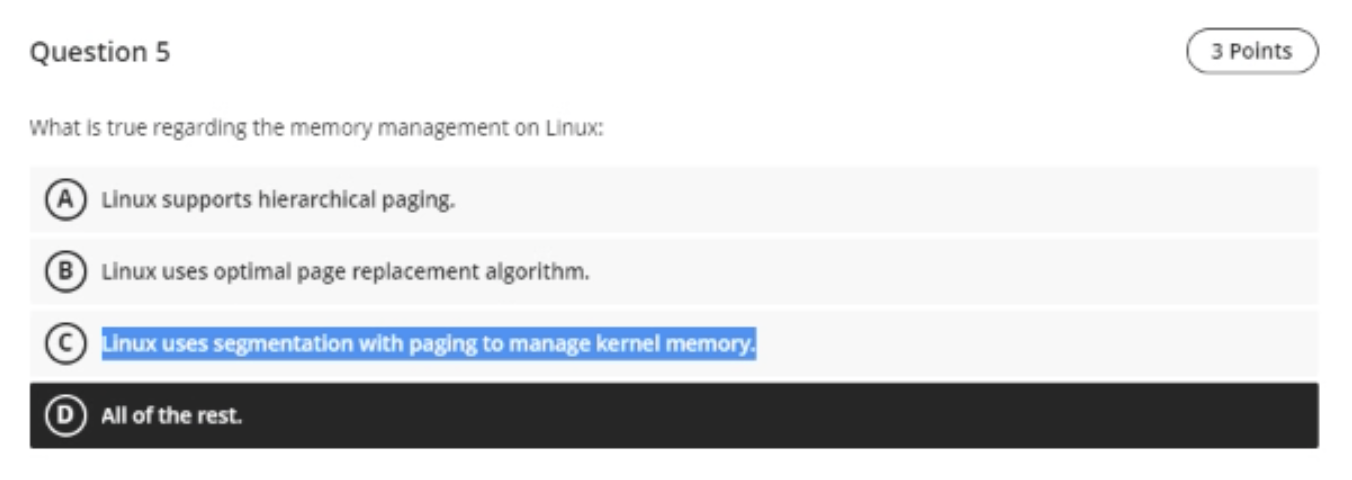 Question 5
3 Points
What is true regarding the memory management on Linux:
A Linux supports hierarchical paging.
B Linux uses optimal page replacement algorithm.
C Linux uses segmentation with paging to manage kernel memory.
D All of the rest.